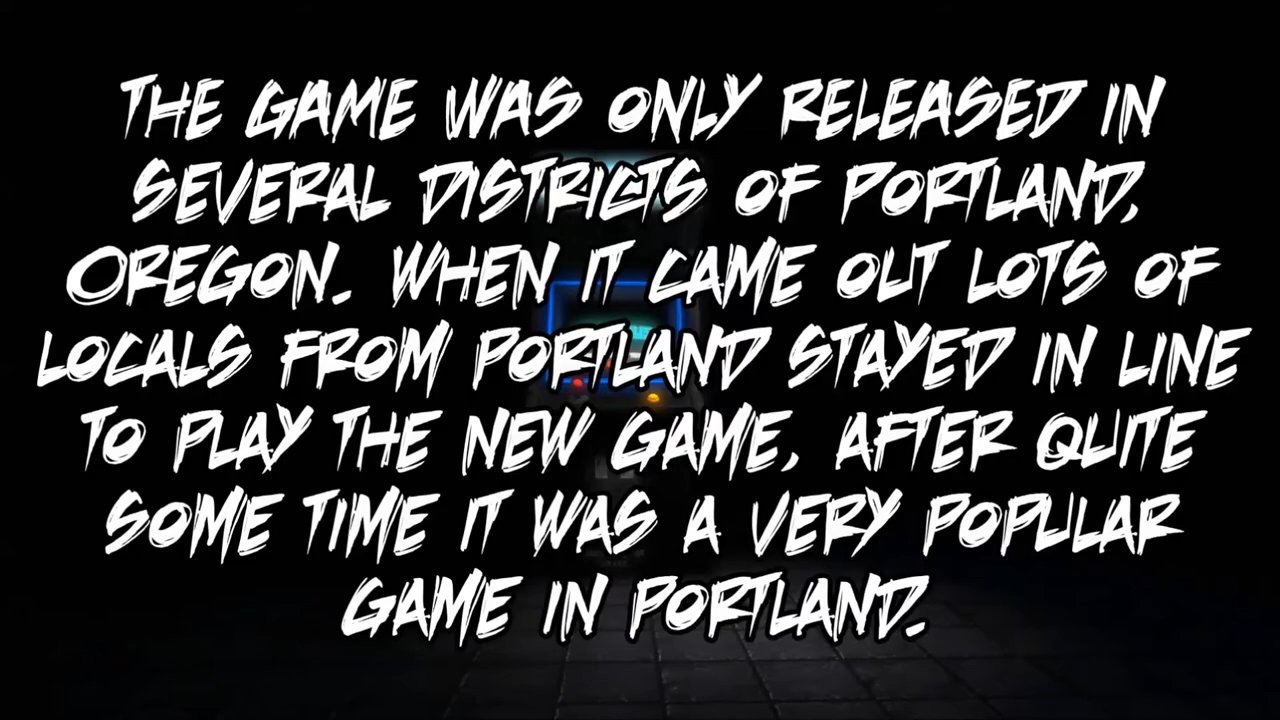 THE GAME WAS ONLY RELEASED IN
SEVERAL DISTRICTS OF PORTLAND,
OREGON. WHEN IT CAME OUT LOTS OF
LOCALS FROM PORTLAND STAYED IN LINE
TO PLAY THE NEW GAME, AFTER QUITE
SOME TIME IT WAS A VERY POPULAR
GAME IN PORTLAND.